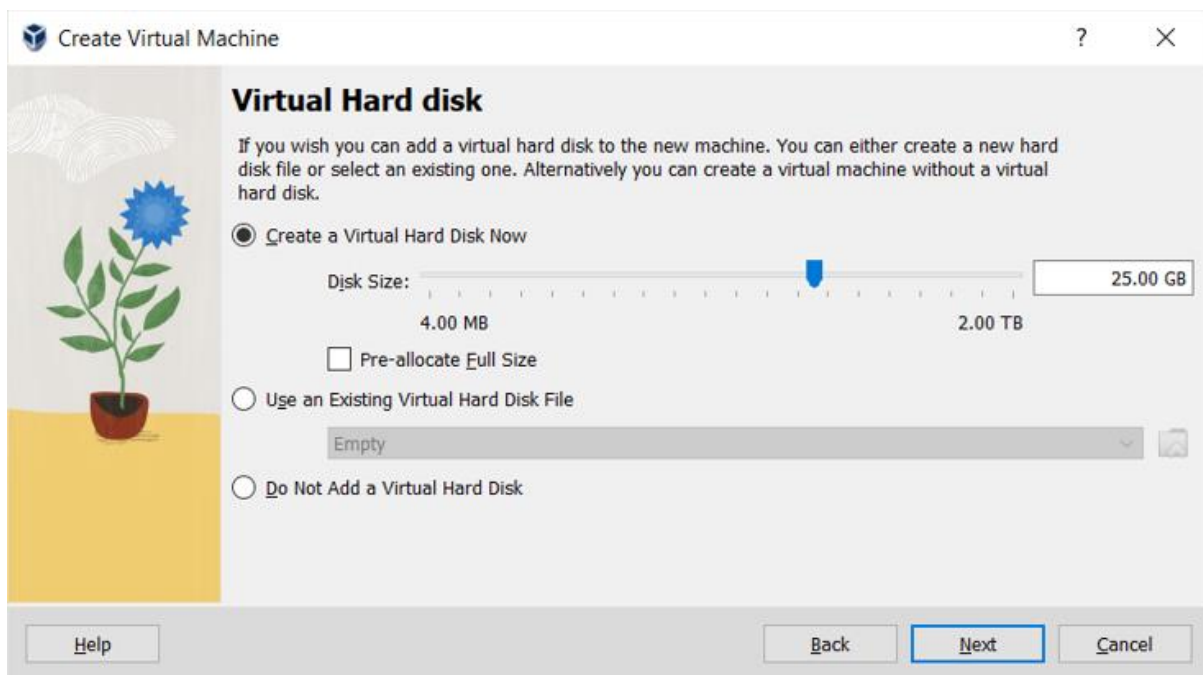 Create Virtual Machine
?
Virtual Hard disk
If you wish you can add a virtual hard disk to the new machine. You can either create a new hard
disk file or select an existing one. Alternatively you can create a virtual machine without a virtual
hard disk.
Create a Virtual Hard Disk Now
Disk Size:
25.00 GB
4.00 MB
2.00 TB
Pre-allocate Full Size
Use an Existing Virtual Hard Disk File
Empty
Do Not Add a Virtual Hard Disk
Help
Back
Next
Cancel